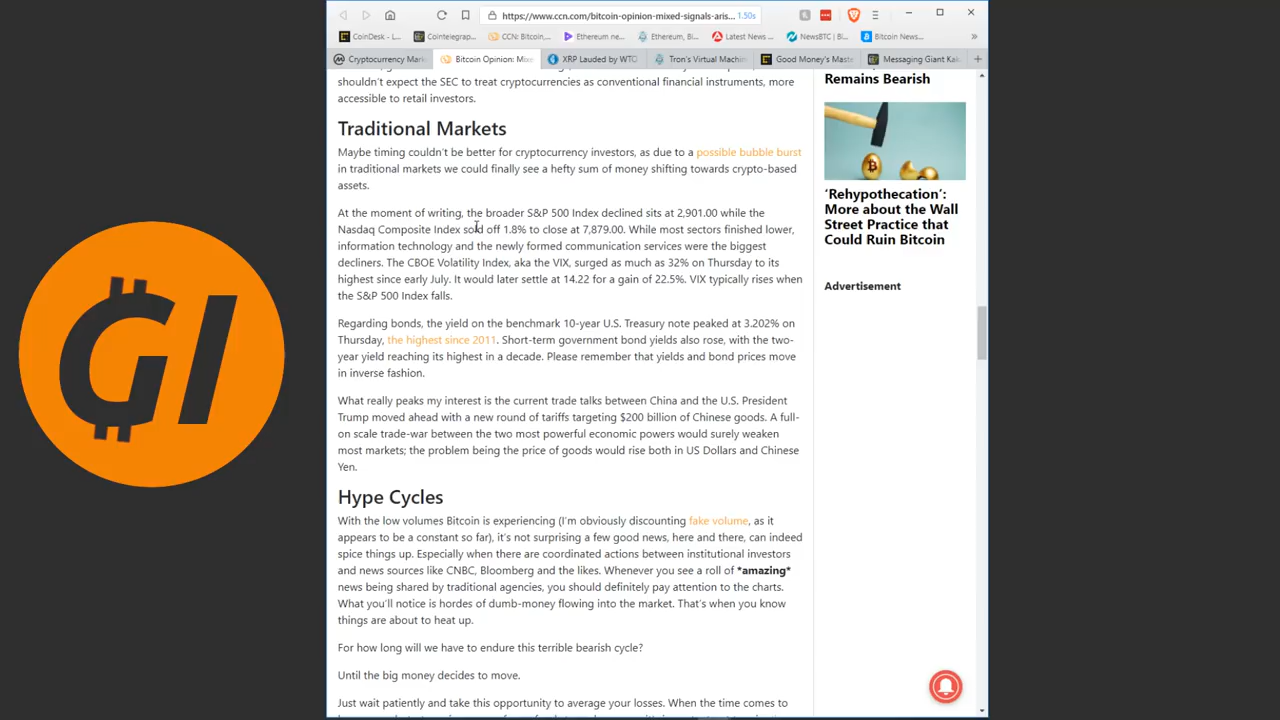 https://www.ccn.com/bitcoin-opinion-mixed-signals-aris... 1.50s
CoinDesk - L... Cointelegrap... CCN: Bitcoin,... Ethereum ne... Ethereum, Bi... Latest News ... NewsBTC | Bi... Bitcoin News... »
Cryptocurrency Mark Bitcoin Opinion: Mixe XRP Lauded by WTO Tron's Virtual Machin Good Money's Maste Messaging Giant Kak +
shouldn't expect the SEC to treat cryptocurrencies as conventional financial instruments, more
accessible to retail investors.
Traditional Markets
Maybe timing couldn't be better for cryptocurrency investors, as due to a possible bubble burst
in traditional markets we could finally see a hefty sum of money shifting towards crypto-based
assets.
At the moment of writing, the broader S&P 500 Index declined sits at 2,901.00 while the
Nasdaq Composite Index sold off 1.8% to close at 7,879.00. While most sectors finished lower,
information technology and the newly formed communication services were the biggest
decliners. The CBOE Volatility Index, aka the VIX, surged as much as 32% on Thursday to its
highest since early July. It would later settle at 14.22 for a gain of 22.5%. VIX typically rises when
the S&P 500 Index falls.
Regarding bonds, the yield on the benchmark 10-year U.S. Treasury note peaked at 3.202% on
Thursday, the highest since 2011. Short-term government bond yields also rose, with the two-
year yield reaching its highest in a decade. Please remember that yields and bond prices move
in inverse fashion.
What really peaks my interest is the current trade talks between China and the U.S. President
Trump moved ahead with a new round of tariffs targeting $200 billion of Chinese goods. A full-
on scale trade-war between the two most powerful economic powers would surely weaken
most markets; the problem being the price of goods would rise both in US Dollars and Chinese
Yen.
Hype Cycles
With the low volumes Bitcoin is experiencing (I'm obviously discounting fake volume, as it
appears to be a constant so far), it's not surprising a few good news, here and there, can indeed
spice things up. Especially when there are coordinated actions between institutional investors
and news sources like CNBC, Bloomberg and the likes. Whenever you see a roll of *amazing*
news being shared by traditional agencies, you should definitely pay attention to the charts.
What you'll notice is hordes of dumb-money flowing into the market. That's when you know
things are about to heat up.
For how long will we have to endure this terrible bearish cycle?
Until the big money decides to move.
Just wait patiently and take this opportunity to average your losses. When the time comes to
Remains Bearish
'Rehypothecation':
More about the Wall
Street Practice that
Could Ruin Bitcoin
Advertisement
GI